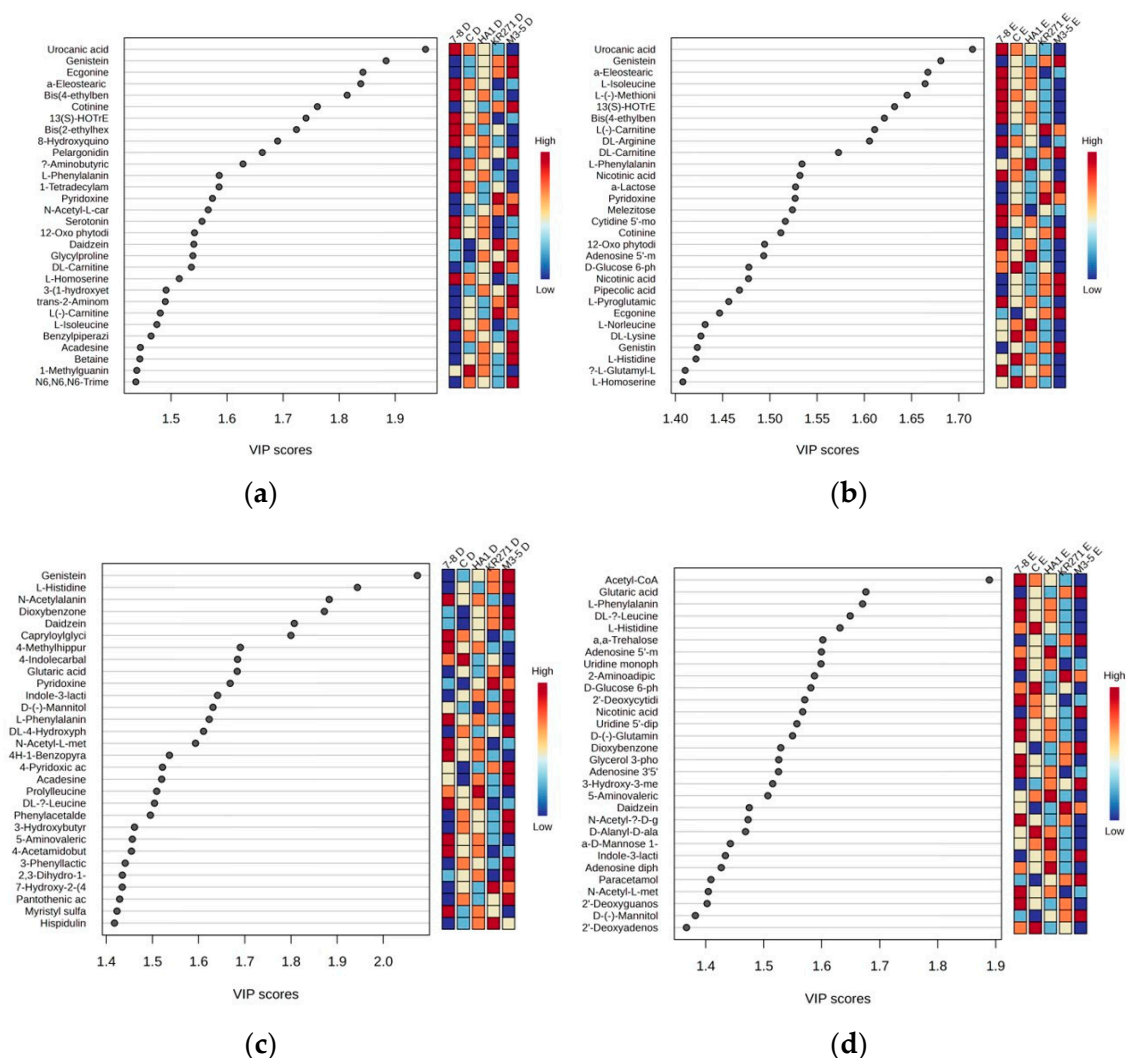 7-8 D
C D
HA1 D
KR271 D
M3-5 D
Urocanic acid
Genistein
Ecgonine
a-Eleostearic
Bis(4-ethylben
Cotinine
13(S)-HOTrE
Bis(2-ethylhex
8-Hydroxyquino
Pelargonidin
?-Aminobutyric
L-Phenylalanin
1-Tetradecylam
Pyridoxine
N-Acetyl-L-car
Serotonin
12-Oxo phytodi
Daidzein
Glycylproline
DL-Carnitine
L-Homoserine
3-(1-hydroxyet
trans-2-Aminom
L(-)-Carnitine
L-Isoleucine
Benzylpiperazi
Acadesine
Betaine
1-Methylguanin
N6,N6,N6-Trime
High
Low
1.5 1.6 1.7 1.8 1.9
VIP scores
(a)
7-8 E
C E
HA1 E
KR271 E
M3-5 E
Urocanic acid
Genistein
a-Eleostearic
L-Isoleucine
L-(-)-Methioni
13(S)-HOTrE
Bis(4-ethylben
L(-)-Carnitine
DL-Arginine
DL-Carnitine
L-Phenylalanin
Nicotinic acid
a-Lactose
Pyridoxine
Melezitose
Cytidine 5'-mo
Cotinine
12-Oxo phytodi
Adenosine 5'-m
D-Glucose 6-ph
Nicotinic acid
Pipecolic acid
L-Pyroglutamic
Ecgonine
L-Norleucine
DL-Lysine
Genistin
L-Histidine
?-L-Glutamyl-L
L-Homoserine
High
Low
1.40 1.45 1.50 1.55 1.60 1.65 1.70
VIP scores
(b)
7-8 D
C D
HA1 D
KR271 D
M3-5 D
Genistein
L-Histidine
N-Acetylalanin
Dioxybenzone
Daidzein
Capryloylglyci
4-Methylhippur
4-Indolecarbal
Glutaric acid
Pyridoxine
Indole-3-lacti
D-(-)-Mannitol
L-Phenylalanin
DL-4-Hydroxyph
N-Acetyl-L-met
4H-1-Benzopyra
4-Pyridoxic ac
Acadesine
Prolylleucine
DL-?-Leucine
Phenylacetalde
3-Hydroxybutyr
5-Aminovaleric
4-Acetamidobut
3-Phenyllactic
2,3-Dihydro-1-
7-Hydroxy-2-(4
Pantothenic ac
Myristyl sulfa
Hispidulin
High
Low
1.4 1.5 1.6 1.7 1.8 1.9 2.0
VIP scores
(c)
7-8 E
C E
HA1 E
KR271 E
M3-5 E
Acetyl-CoA
Glutaric acid
L-Phenylalanin
DL-?-Leucine
L-Histidine
a,a-Trehalose
Adenosine 5'-m
Uridine monoph
2-Aminoadipic
D-Glucose 6-ph
2'-Deoxycytidi
Nicotinic acid
Uridine 5'-dip
D-(-)-Glutamin
Dioxybenzone
Glycerol 3-pho
Adenosine 3'5'
3-Hydroxy-3-me
5-Aminovaleric
Daidzein
N-Acetyl-?-D-g
D-Alanyl-D-ala
a-D-Mannose 1-
Indole-3-lacti
Adenosine diph
Paracetamol
N-Acetyl-L-met
2'-Deoxyguanos
D-(-)-Mannitol
2'-Deoxyadenos
High
Low
1.4 1.5 1.6 1.7 1.8 1.9
VIP scores
(d)